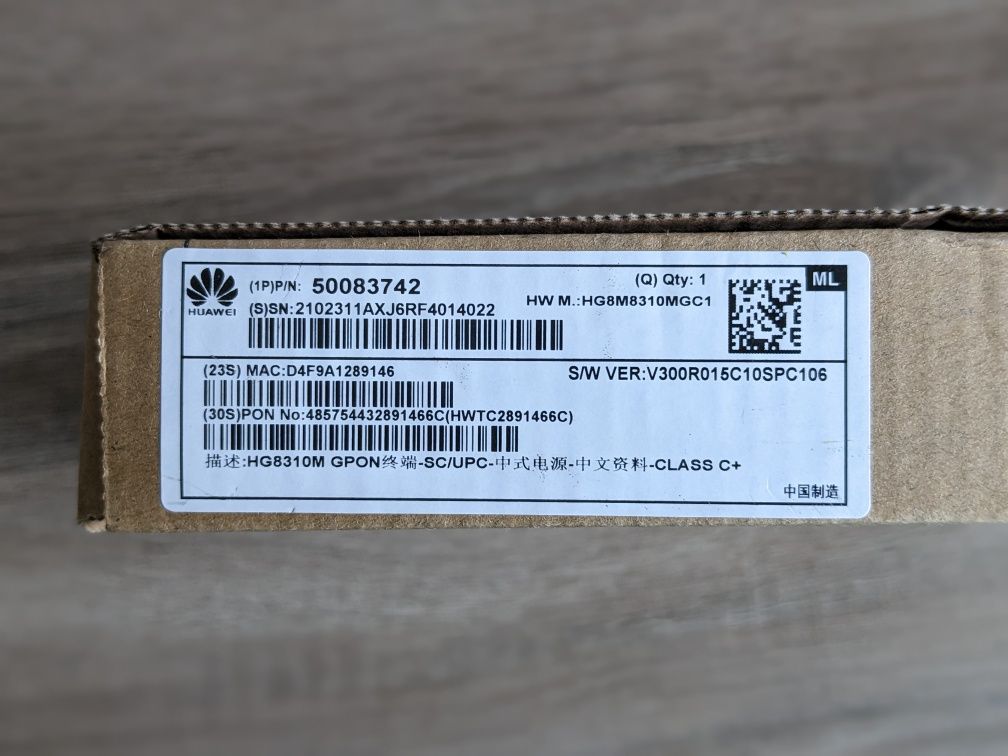 HUAWEI
(1P)P/N: 50083742
(Q) Qty: 1
ML
(S)SN:2102311AXJ6RF4014022
HW M.:HG8M8310MGC1
(23S) MAC:D4F9A1289146
S/W VER:V300R015C10SPC106
(30S)PON No:485754432891466C(HWTC2891466C)
描述:HG8310M GPON终端-SC/UPC-中式电源-中文资料-CLASS C+
中国制造